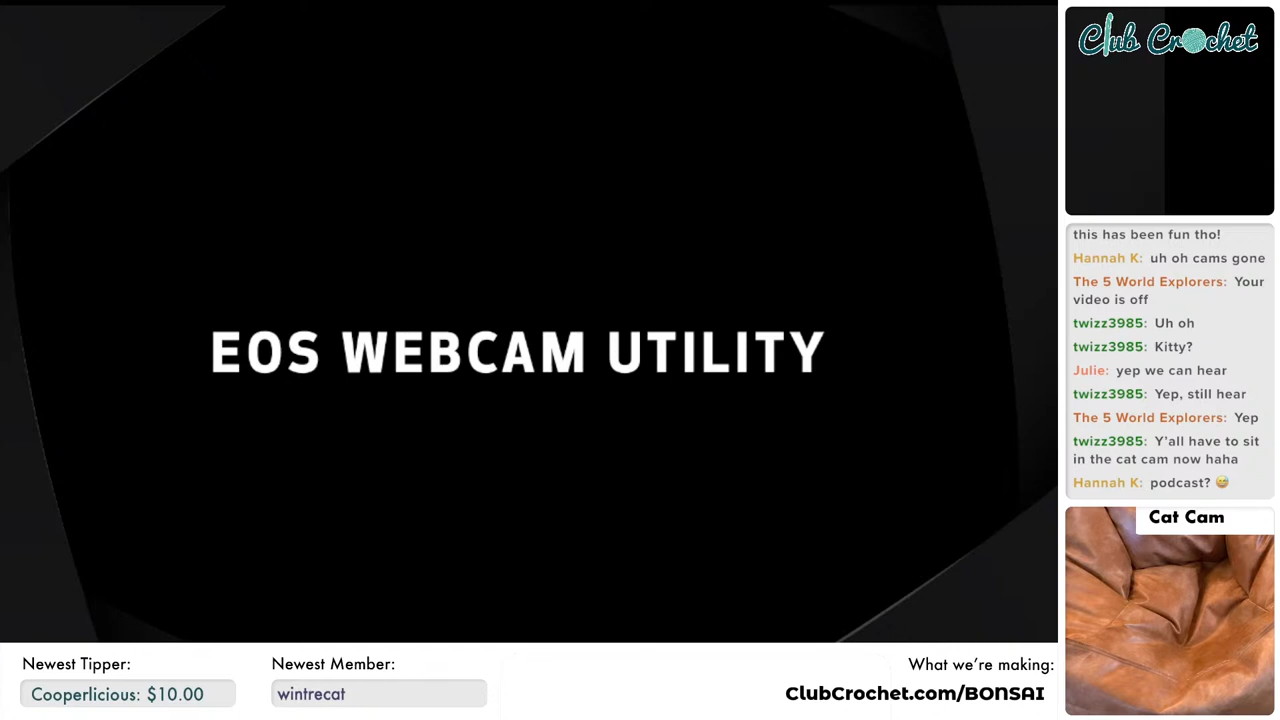 EOS WEBCAM UTILITY
Club Crochet
this has been fun tho!
Hannah K: uh oh cams gone
The 5 World Explorers: Your
video is off
twizz3985: Uh oh
twizz3985: Kitty?
Julie: yep we can hear
twizz3985: Yep, still hear
The 5 World Explorers: Yep
twizz3985: Y'all have to sit
in the cat cam now haha
Hannah K: podcast? 😅
Cat Cam
Newest Tipper:
Cooperlicious: $10.00
Newest Member:
wintrecat
What we're making:
ClubCrochet.com/BONSAI